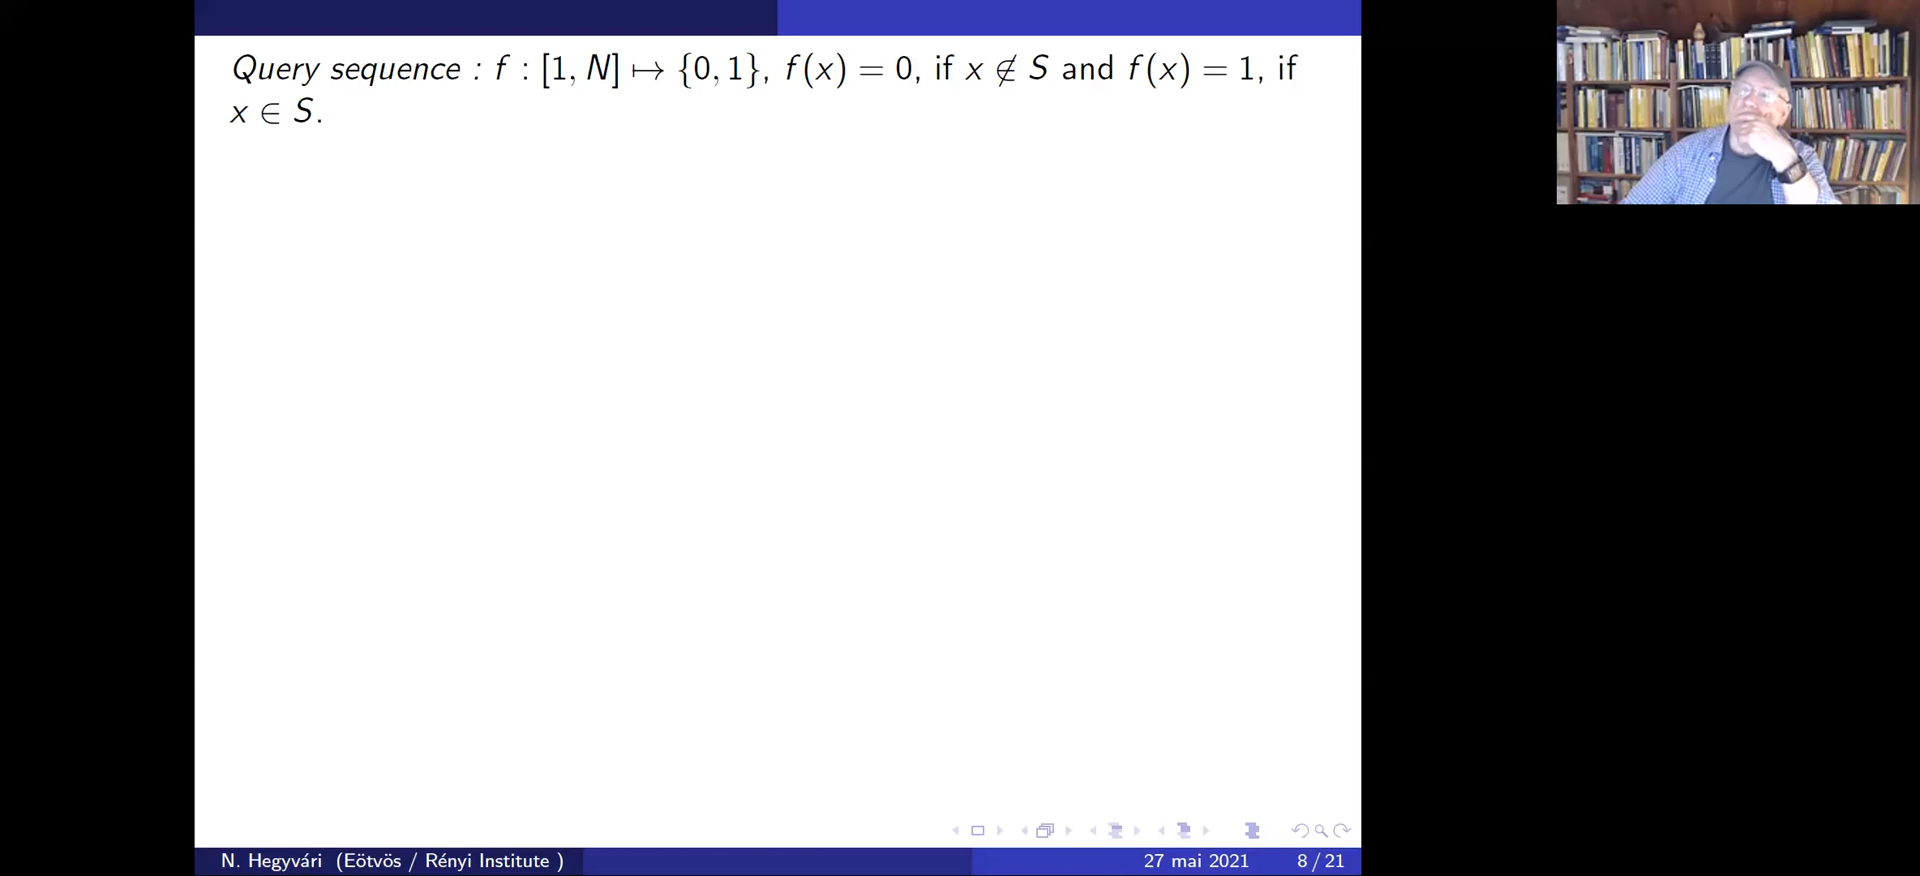 Query sequence : f : [1, N] ↦ {0, 1}, f(x) = 0, if x ∉ S and f(x) = 1, if
x ∈ S.
N. Hegyvári (Eötvös / Rényi Institute ) 27 mai 2021 8 / 21